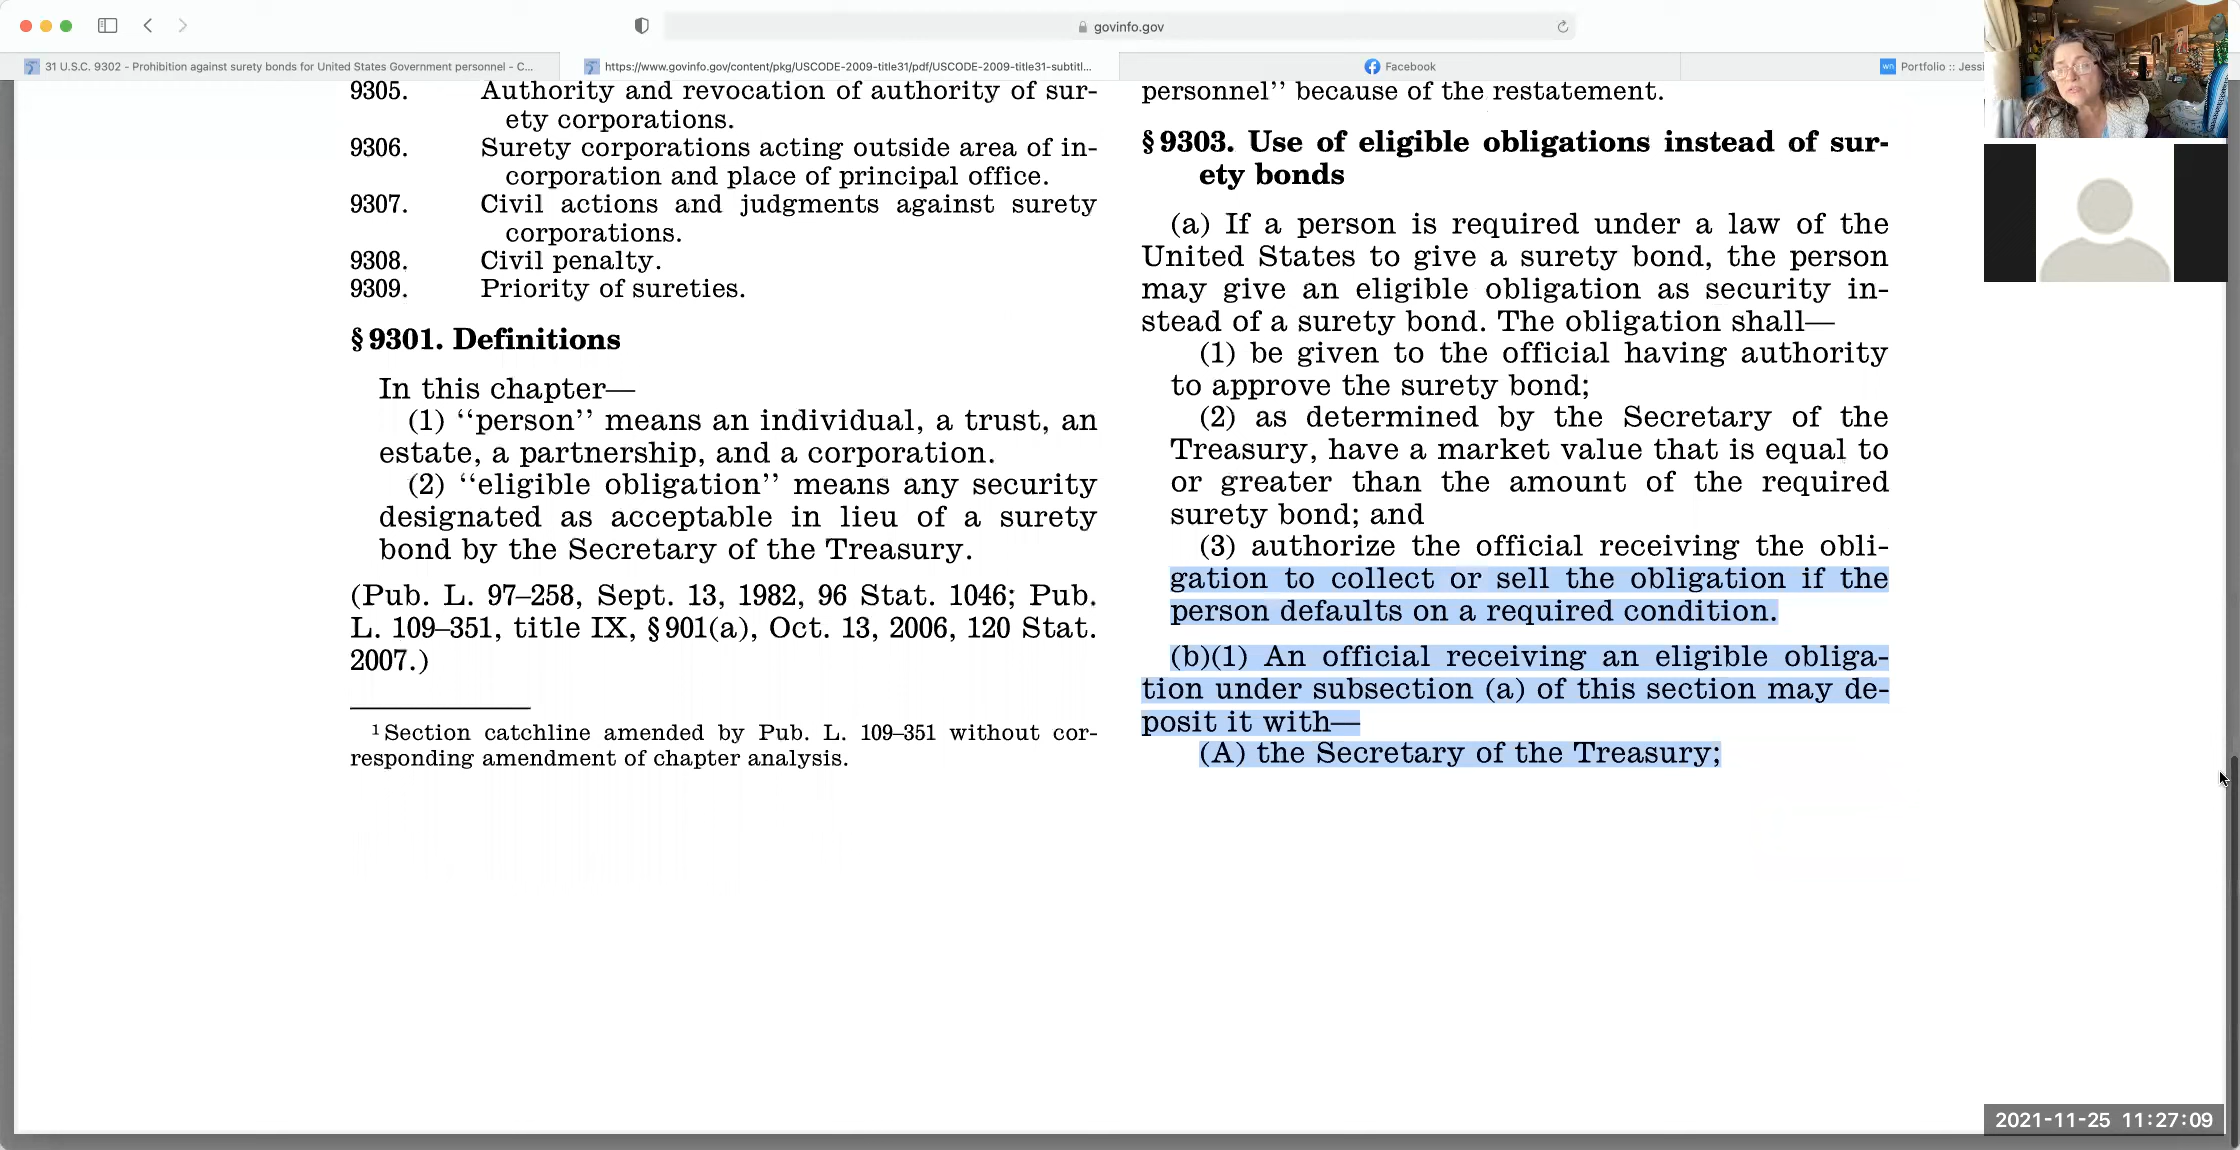 govinfo.gov
31 U.S.C. 9302 - Prohibition against surety bonds for United States Government personnel - C...
https://www.govinfo.gov/content/pkg/USCODE-2009-title31/pdf/USCODE-2009-title31-subtitl...
Facebook
wn Portfolio :: Jessi
9305. Authority and revocation of authority of sur-
ety corporations.
9306. Surety corporations acting outside area of in-
corporation and place of principal office.
9307. Civil actions and judgments against surety
corporations.
9308. Civil penalty.
9309. Priority of sureties.
§ 9301. Definitions
In this chapter—
(1) ‘‘person’’ means an individual, a trust, an
estate, a partnership, and a corporation.
(2) ‘‘eligible obligation’’ means any security
designated as acceptable in lieu of a surety
bond by the Secretary of the Treasury.
(Pub. L. 97–258, Sept. 13, 1982, 96 Stat. 1046; Pub.
L. 109–351, title IX, § 901(a), Oct. 13, 2006, 120 Stat.
2007.)
1 Section catchline amended by Pub. L. 109–351 without cor-
responding amendment of chapter analysis.
personnel’’ because of the restatement.
§ 9303. Use of eligible obligations instead of sur-
ety bonds
(a) If a person is required under a law of the
United States to give a surety bond, the person
may give an eligible obligation as security in-
stead of a surety bond. The obligation shall—
(1) be given to the official having authority
to approve the surety bond;
(2) as determined by the Secretary of the
Treasury, have a market value that is equal to
or greater than the amount of the required
surety bond; and
(3) authorize the official receiving the obli-
gation to collect or sell the obligation if the
person defaults on a required condition.
(b)(1) An official receiving an eligible obliga-
tion under subsection (a) of this section may de-
posit it with—
(A) the Secretary of the Treasury;
2021-11-25 11:27:09